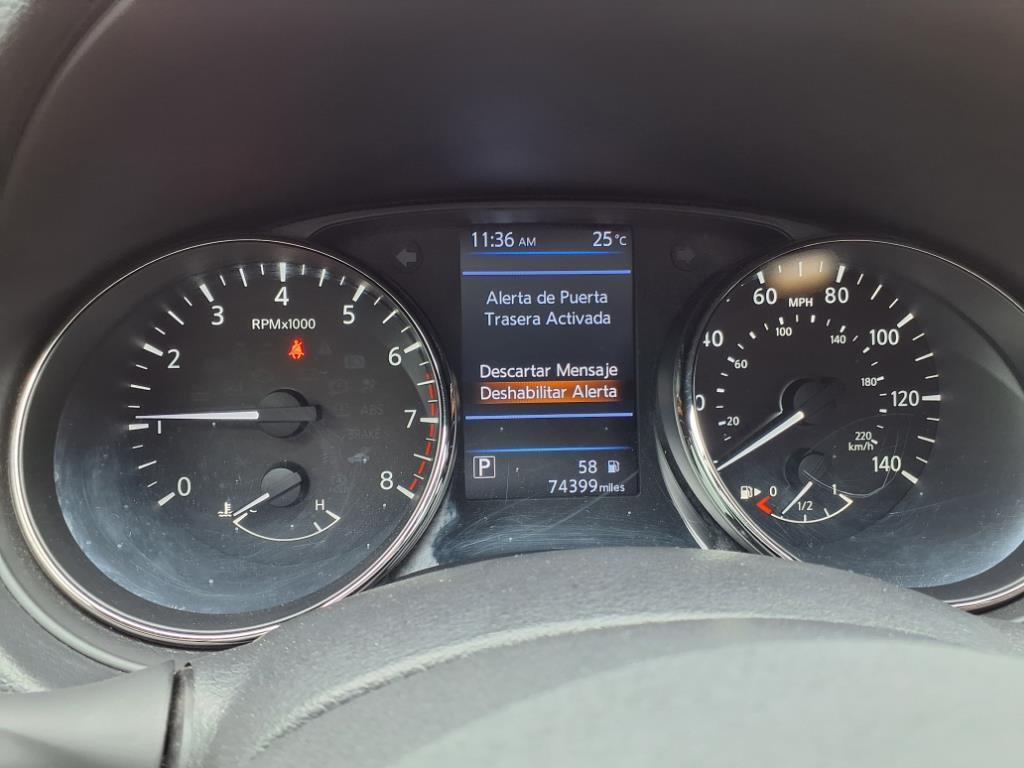 11:36 AM 25°C
Alerta de Puerta
Trasera Activada
Descartar Mensaje
Deshabilitar Alerta
P 58
74399 miles
RPMx1000
0
1
2
3
4
5
6
7
8
H
ABS
BRAKE
MPH
60
80
100
120
140
20
60
100
140
180
220
km/h
0
1/2
1